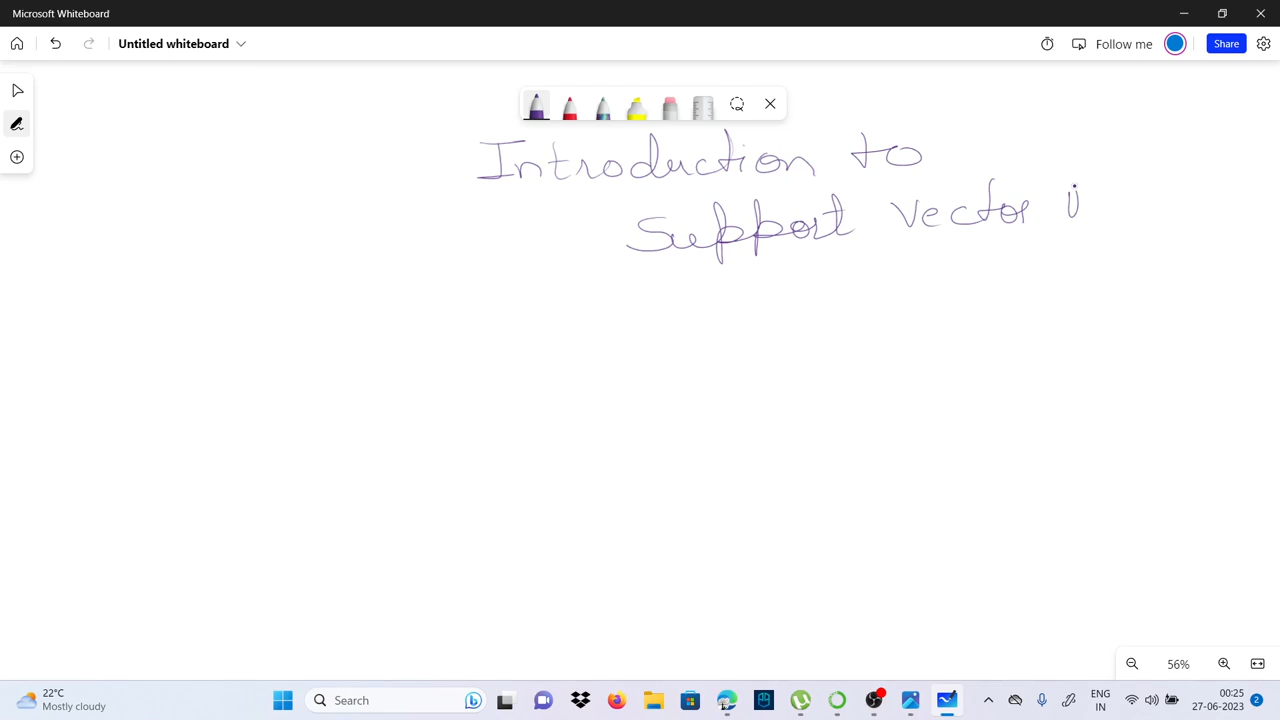 Microsoft Whiteboard
Untitled whiteboard
Follow me
Share
Introduction to
Support vector
56%
22°C
Mostly cloudy
Search
ENG
IN
00:25
27-06-2023
2